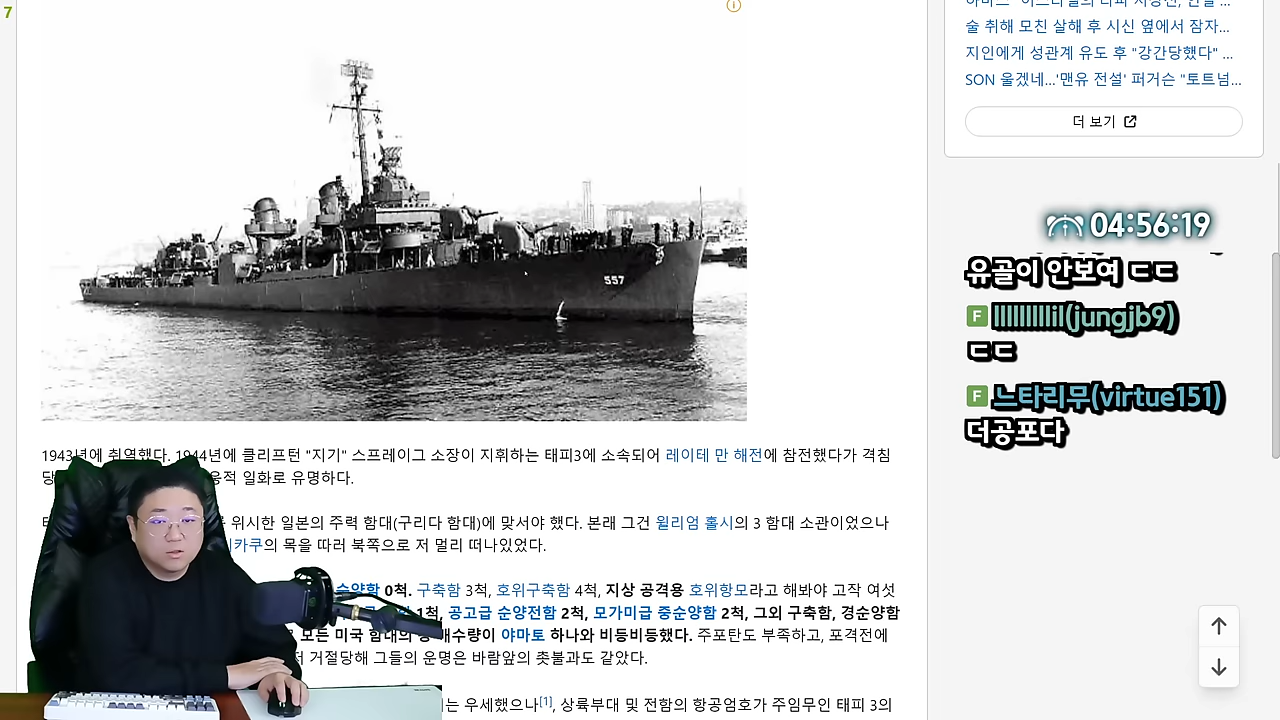 7
술 취해 모친 살해 후 시신 옆에서 잠자...
지인에게 성관계 유도 후 "강간당했다" ...
SON 울겠네...'맨유 전설' 퍼거슨 "토트넘...
더 보기
04:56:19
유골이 안보여 ㄷㄷ
F llllllllllil(jungjb9)
ㄷㄷ
F 느타리무(virtue151)
더공포다
557
1943년에 취역했다. 1944년에 클리프턴 "지기" 스프레이그 소장이 지휘하는 태피3에 소속되어 레이테 만 해전에 참전했다가 격침
적 일화로 유명하다.
위시한 일본의 주력 함대(구리다 함대)에 맞서야 했다. 본래 그건 윌리엄 홀시의 3 함대 소관이었으나
카쿠의 목을 따러 북쪽으로 저 멀리 떠나있었다.
순양함 0척. 구축함 3척, 호위구축함 4척, 지상 공격용 호위항모라고 해봐야 고작 여섯
1척, 공고급 순양전함 2척, 모가미급 중순양함 2척, 그외 구축함, 경순양함
모든 미국 함대의 배수량이 야마토 하나와 비등비등했다. 주포탄도 부족하고, 포격전에
거절당해 그들의 운명은 바람앞의 촛불과도 같았다.
는 우세했으나[1], 상륙부대 및 전함의 항공엄호가 주임무인 태피 3의